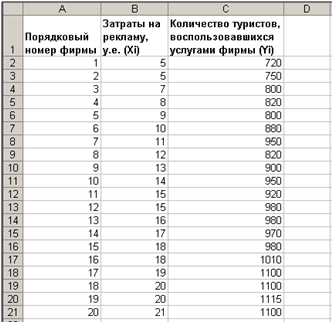 A B C D
1 Порядковый номер фирмы Затраты на рекламу, у.е. (Xi) Количество туристов, воспользовавшихся услугами фирмы (Yi)
2 1 5 720
3 2 5 750
4 3 7 800
5 4 8 820
6 5 9 800
7 6 10 880
8 7 11 950
9 8 12 820
10 9 13 900
11 10 14 950
12 11 15 920
13 12 15 980
14 13 16 980
15 14 17 970
16 15 18 980
17 16 18 1010
18 17 19 1100
19 18 20 1100
20 19 20 1115
21 20 21 1100